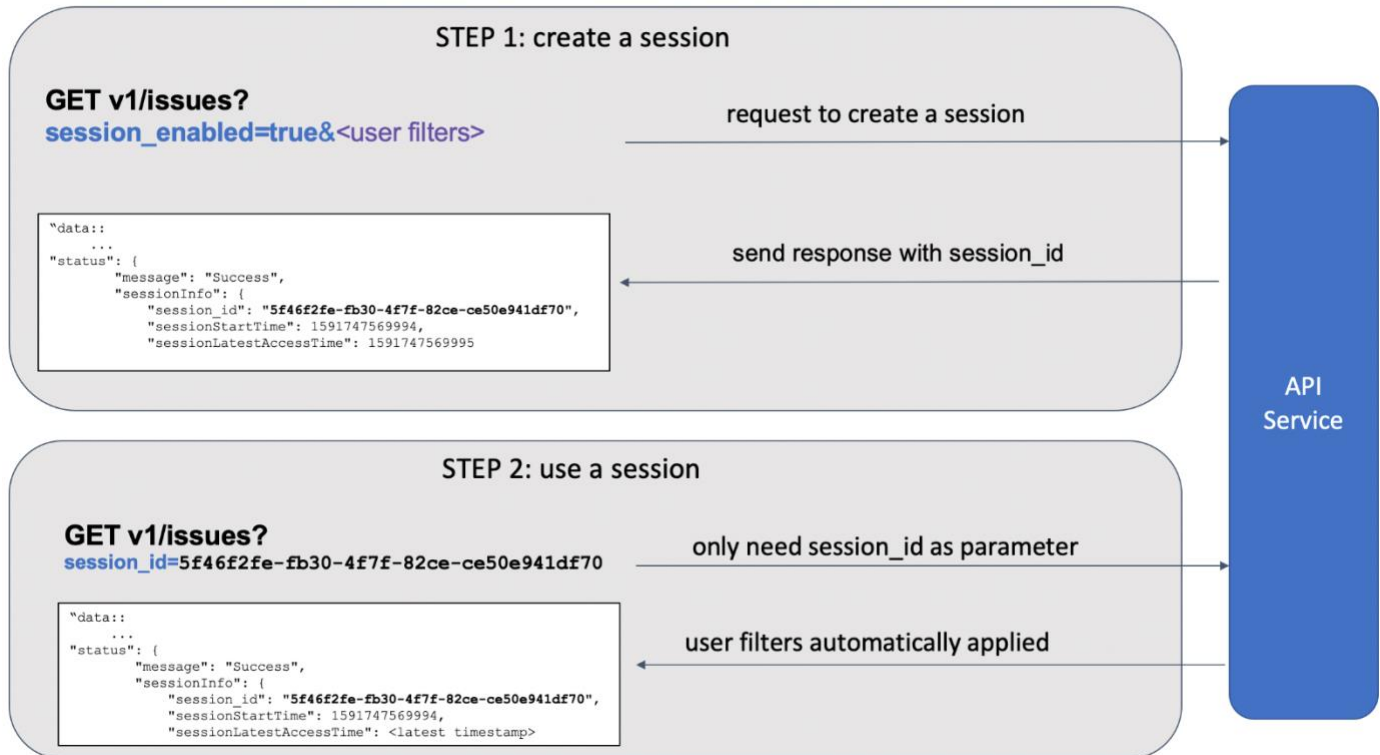 STEP 1: create a session
GET v1/issues?
session_enabled=true&<user filters>
request to create a session
"data::
...
"status": {
"message": "Success",
"sessionInfo": {
"session_id": "5f46f2fe-fb30-4f7f-82ce-ce50e941df70",
"sessionStartTime": 1591747569994,
"sessionLatestAccessTime": 1591747569995
send response with session_id
API
Service
STEP 2: use a session
GET v1/issues?
session_id=5f46f2fe-fb30-4f7f-82ce-ce50e941df70
only need session_id as parameter
"data::
...
"status": {
"message": "Success",
"sessionInfo": {
"session_id": "5f46f2fe-fb30-4f7f-82ce-ce50e941df70",
"sessionStartTime": 1591747569994,
"sessionLatestAccessTime": <latest timestamp>
user filters automatically applied